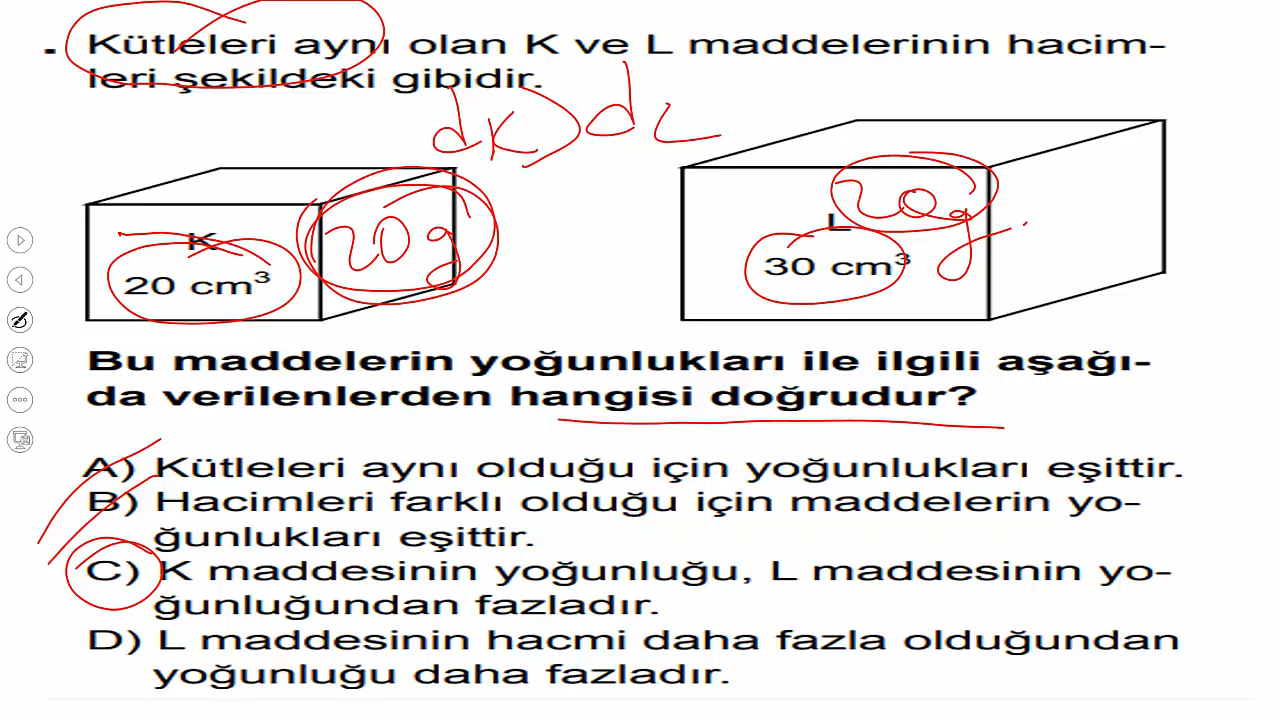 . Kütleleri aynı olan K ve L maddelerinin hacim-
leri şekildeki gibidir.
dK > dL
K
20 cm³
20g
L
20g
30 cm³
Bu maddelerin yoğunlukları ile ilgili aşağı-
da verilenlerden hangisi doğrudur?
A) Kütleleri aynı olduğu için yoğunlukları eşittir.
B) Hacimleri farklı olduğu için maddelerin yo-
ğunlukları eşittir.
C) K maddesinin yoğunluğu, L maddesinin yo-
ğunluğundan fazladır.
D) L maddesinin hacmi daha fazla olduğundan
yoğunluğu daha fazladır.